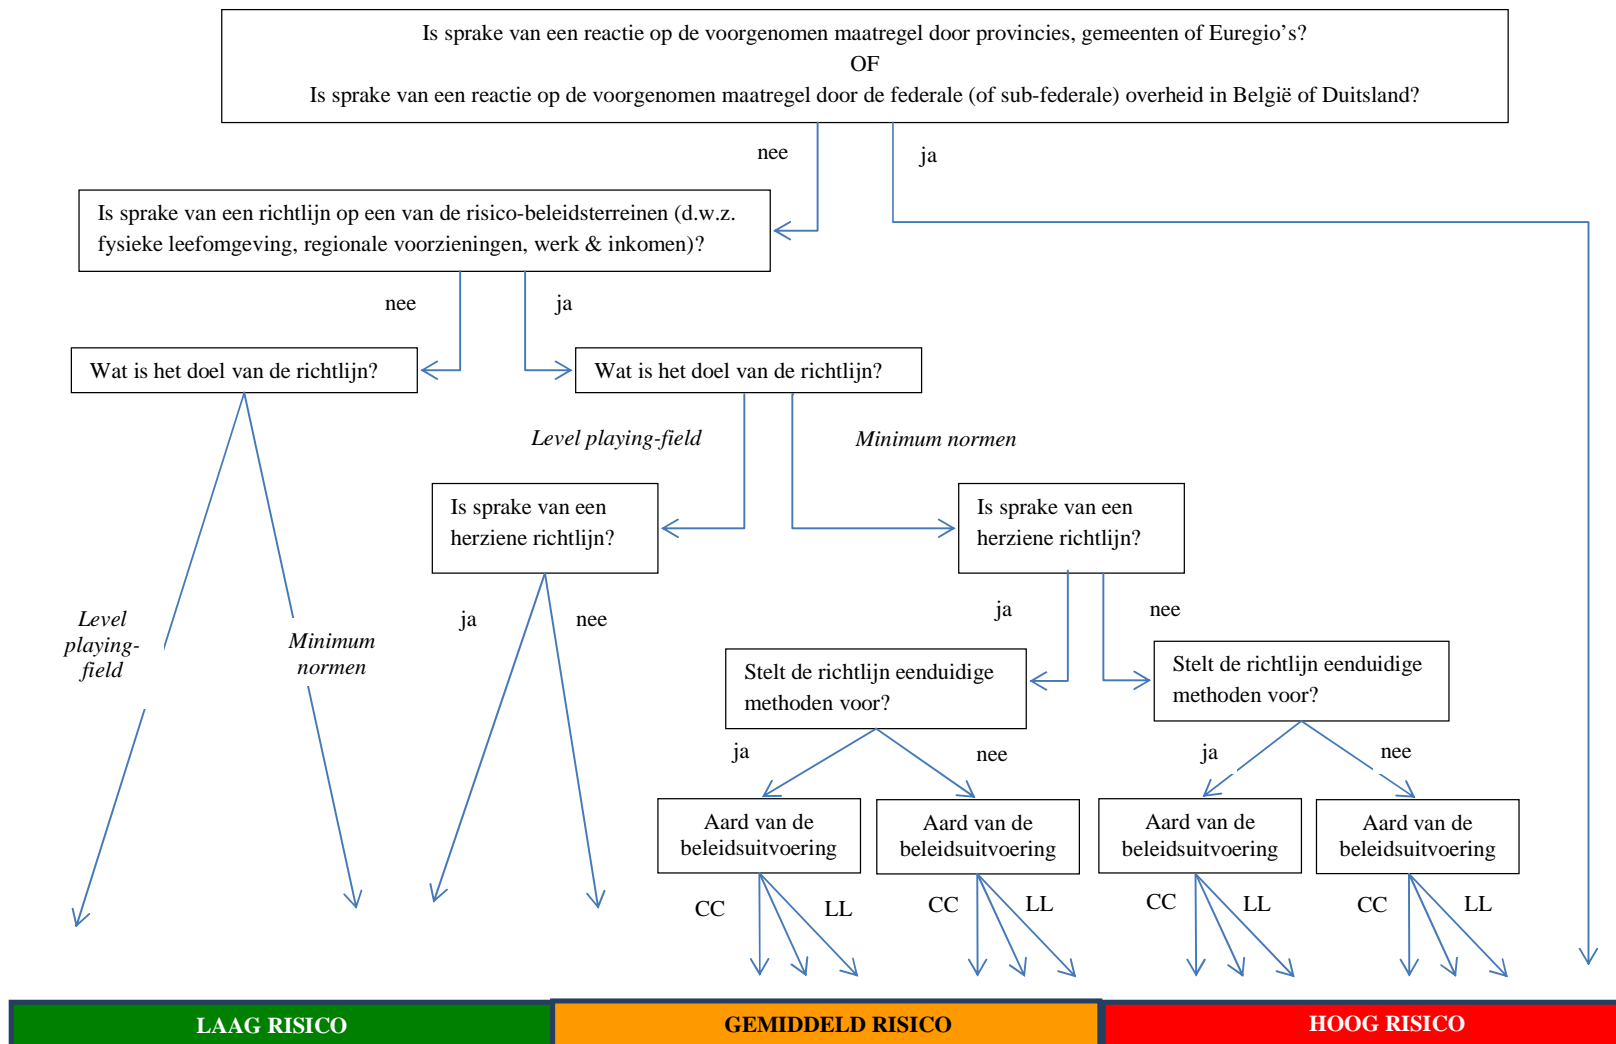 Is sprake van een reactie op de voorgenomen maatregel door provincies, gemeenten of Euregio’s?
OF
Is sprake van een reactie op de voorgenomen maatregel door de federale (of sub-federale) overheid in België of Duitsland?
nee
ja
Is sprake van een richtlijn op een van de risico-beleidsterreinen (d.w.z.
fysieke leefomgeving, regionale voorzieningen, werk & inkomen)?
nee
ja
Wat is het doel van de richtlijn?
Wat is het doel van de richtlijn?
Level playing-field
Minimum normen
Is sprake van een
herziene richtlijn?
Is sprake van een
herziene richtlijn?
Level
playing-
field
Minimum
normen
ja
nee
ja
nee
Stelt de richtlijn eenduidige
methoden voor?
Stelt de richtlijn eenduidige
methoden voor?
ja
nee
ja
nee
Aard van de
beleidsuitvoering
Aard van de
beleidsuitvoering
Aard van de
beleidsuitvoering
Aard van de
beleidsuitvoering
CC
LL
CC
LL
CC
LL
CC
LL
LAAG RISICO
GEMIDDELD RISICO
HOOG RISICO